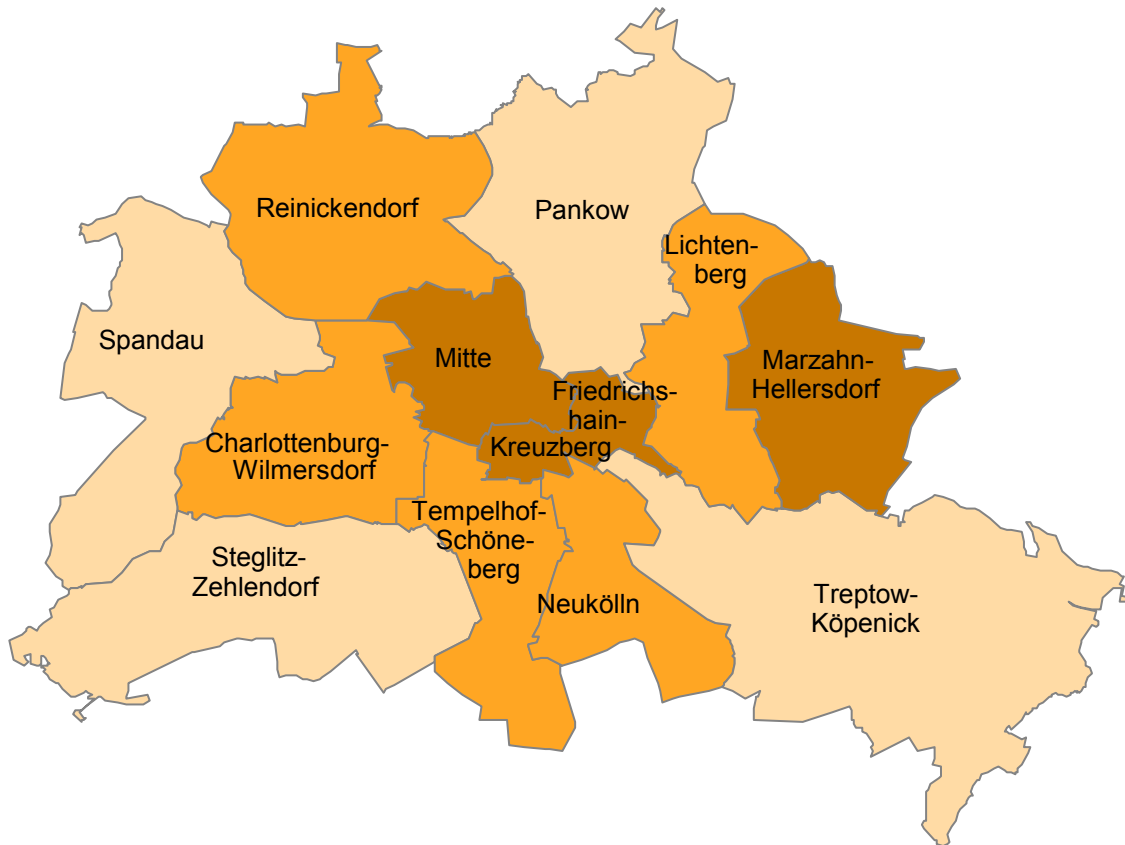 Reinickendorf
Pankow
Lichten-
berg
Spandau
Mitte
Marzahn-
Hellersdorf
Friedrichs-
hain-
Kreuzberg
Charlottenburg-
Wilmersdorf
Tempelhof-
Schöne-
berg
Steglitz-
Zehlendorf
Neukölln
Treptow-
Köpenick